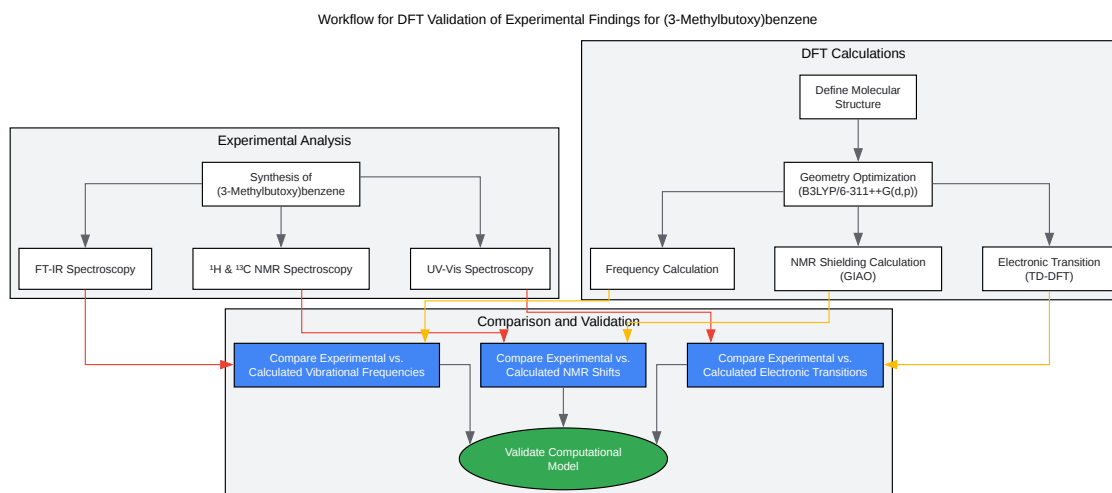 Workflow for DFT Validation of Experimental Findings for (3-Methylbutoxy)benzene
DFT Calculations
Define Molecular
Structure
Experimental Analysis
Synthesis of
(3-Methylbutoxy)benzene
Geometry Optimization
(B3LYP/6-311++G(d,p))
FT-IR Spectroscopy
¹H & ¹³C NMR Spectroscopy
UV-Vis Spectroscopy
Frequency Calculation
NMR Shielding Calculation
(GIAO)
Electronic Transition
(TD-DFT)
Comparison and Validation
Compare Experimental vs.
Calculated Vibrational Frequencies
Compare Experimental vs.
Calculated NMR Shifts
Compare Experimental vs.
Calculated Electronic Transitions
Validate Computational
Model